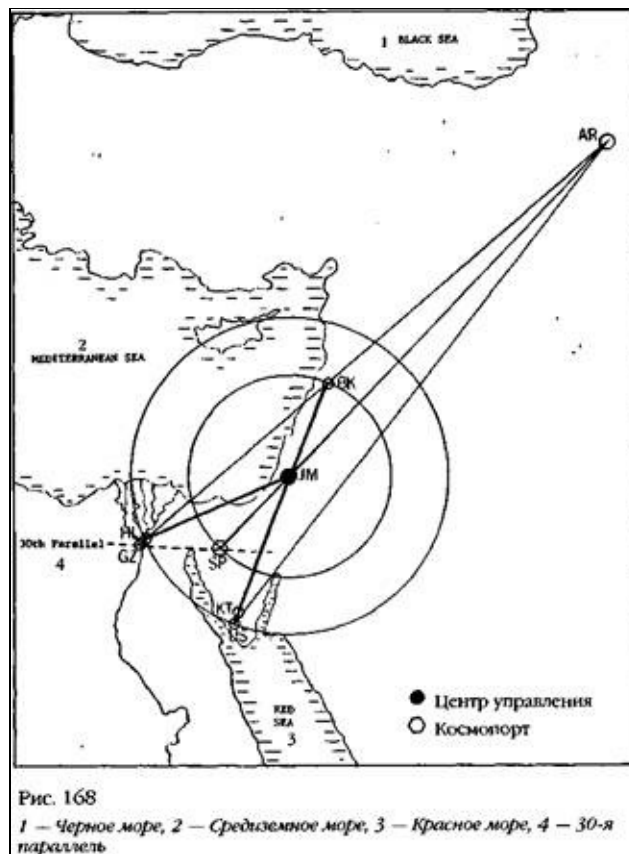 1 BLACK SEA
AR
2
MEDITERRANEAN SEA
BK
JM
HL
30th Parallel
GZ
SP
4
KT
RED
SEA
3
Центр управления
Космопорт
Рис. 168
1 — Черное море, 2 — Средиземное море, 3 — Красное море, 4 — 30-я
параллель